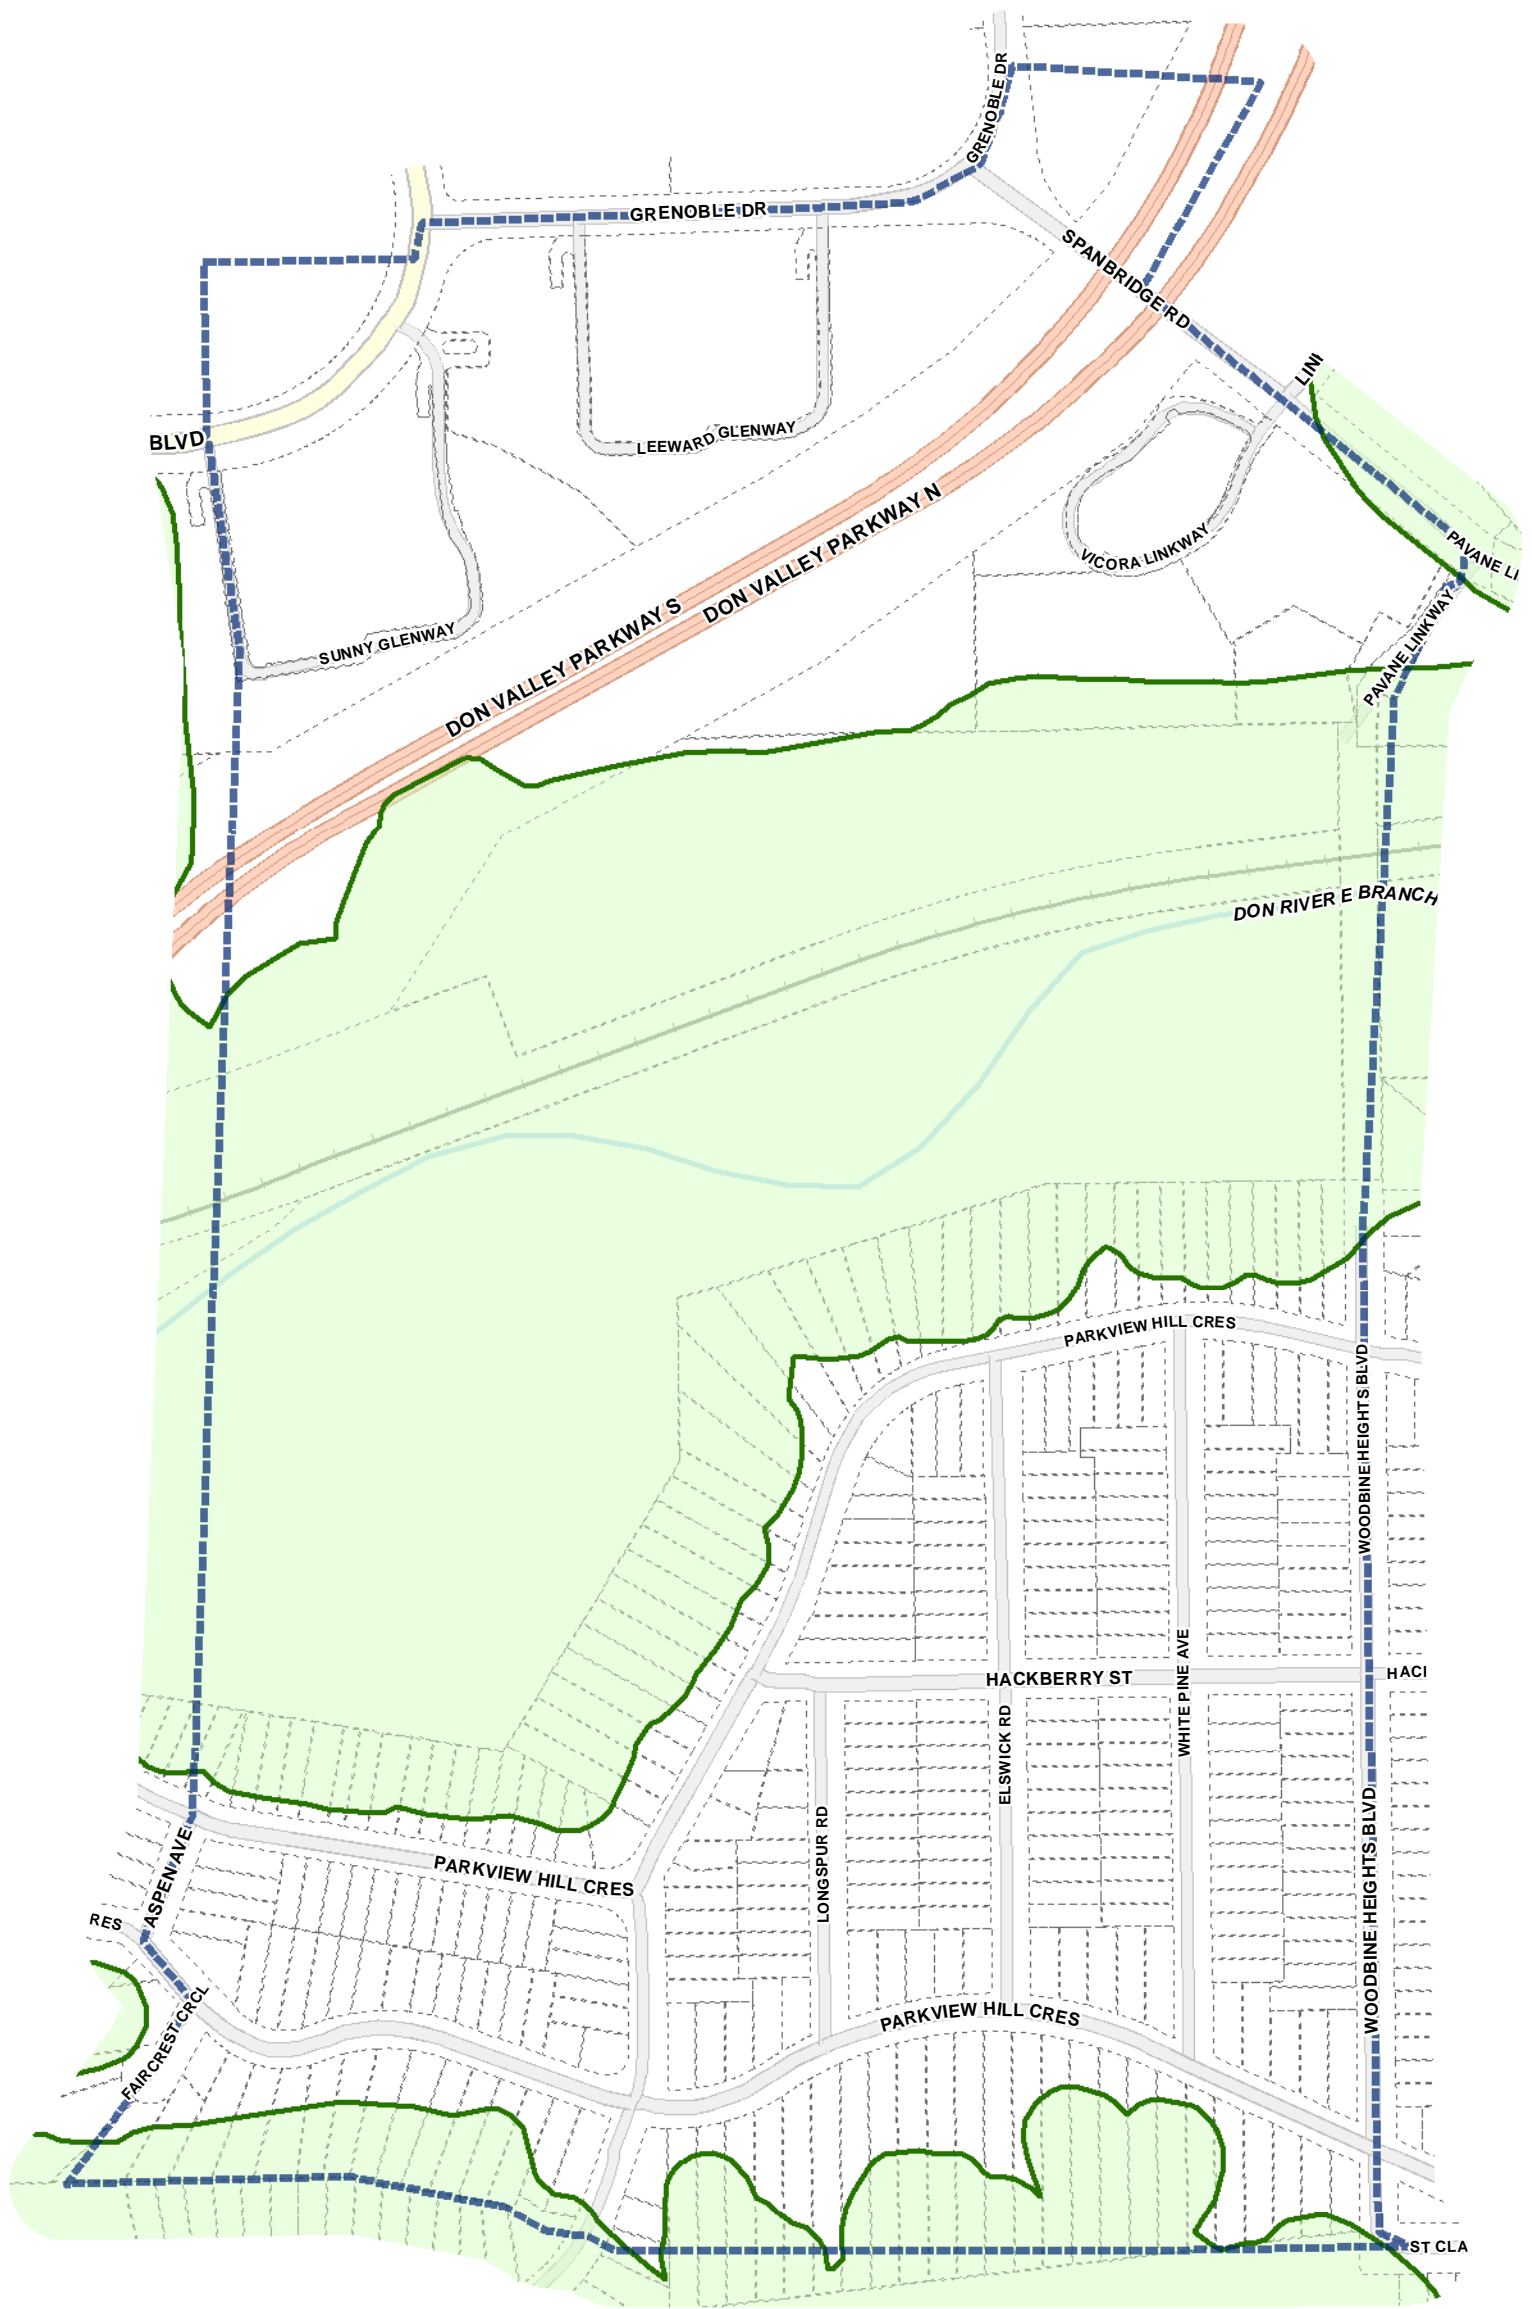 GRENOBLE DR
GRENOBLE DR
SPANBRIDGE RD
LINI
BLVD
LEEWARD GLENWAY
DON VALLEY PARKWAY N
VICORA LINKWAY
PAVANE LI
PAVANE LINKWAY
SUNNY GLENWAY
DON VALLEY PARKWAY S
DON RIVER E BRANCH
PARKVIEW HILL CRES
WOODBINE HEIGHTS BLVD
HACKBERRY ST
HACI
WHITE PINE AVE
ELSWICK RD
LONGSPUR RD
PARKVIEW HILL CRES
ASPEN AVE
RES
WOODBINE HEIGHTS BLVD
PARKVIEW HILL CRES
FAIRCREST CRCL
ST CLA